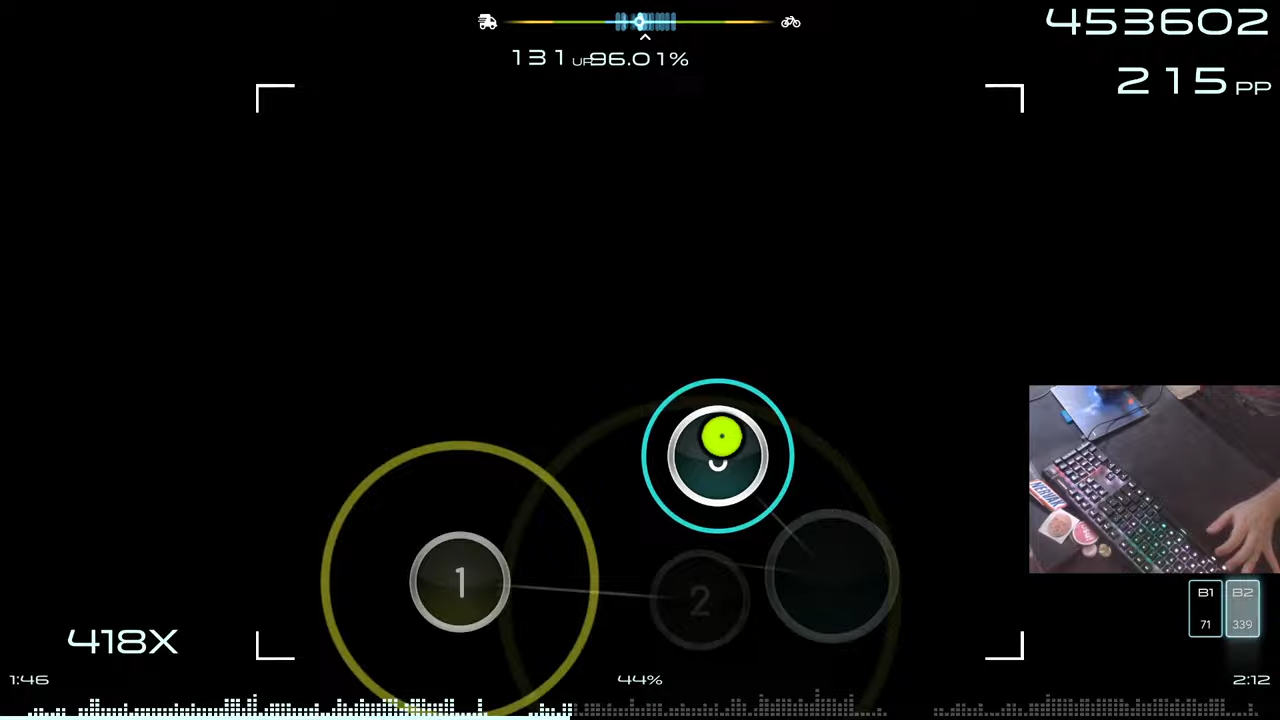 453602
131 UR 96.01%
215 PP
1
2
NERVAK
B1 B2
71 339
418X
1:46
44%
2:12